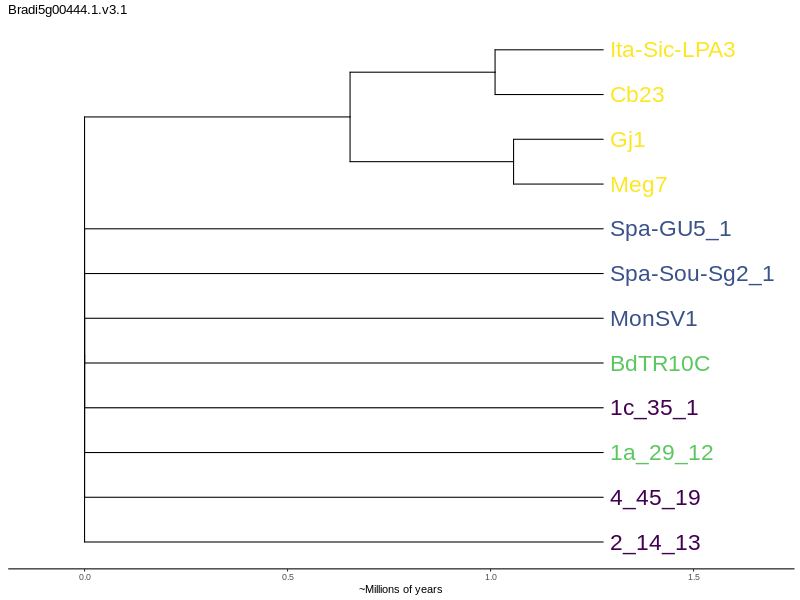 Bradi5g00444.1.v3.1
Ita-Sic-LPA3
Cb23
Gj1
Meg7
Spa-GU5_1
Spa-Sou-Sg2_1
MonSV1
BdTR10C
1c_35_1
1a_29_12
4_45_19
2_14_13
0.0 0.5 1.0 1.5
~Millions of years